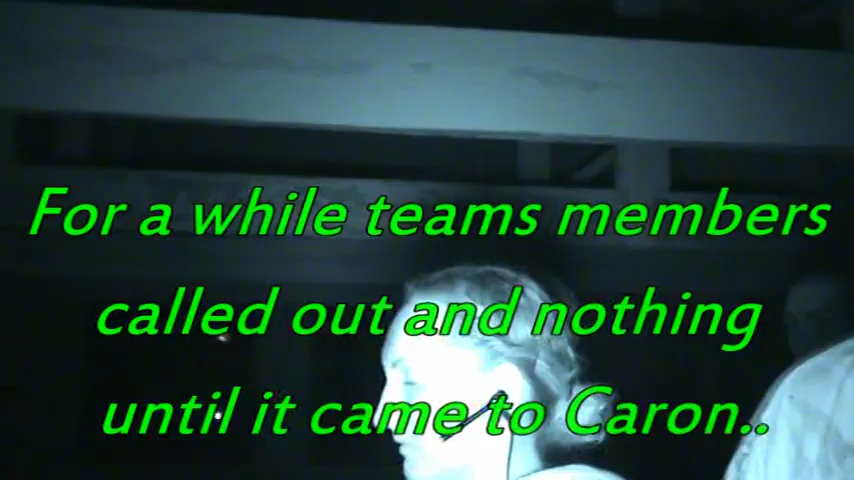 For a while teams members
called out and nothing
until it came to Caron..